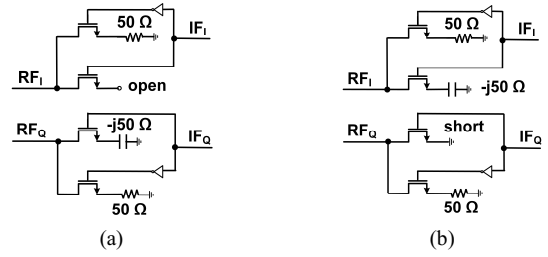 50 Ω
IF_I
RF_I
open
RF_Q
-j50 Ω
IF_Q
50 Ω
(a)
50 Ω
IF_I
RF_I
-j50 Ω
RF_Q
short
IF_Q
50 Ω
(b)